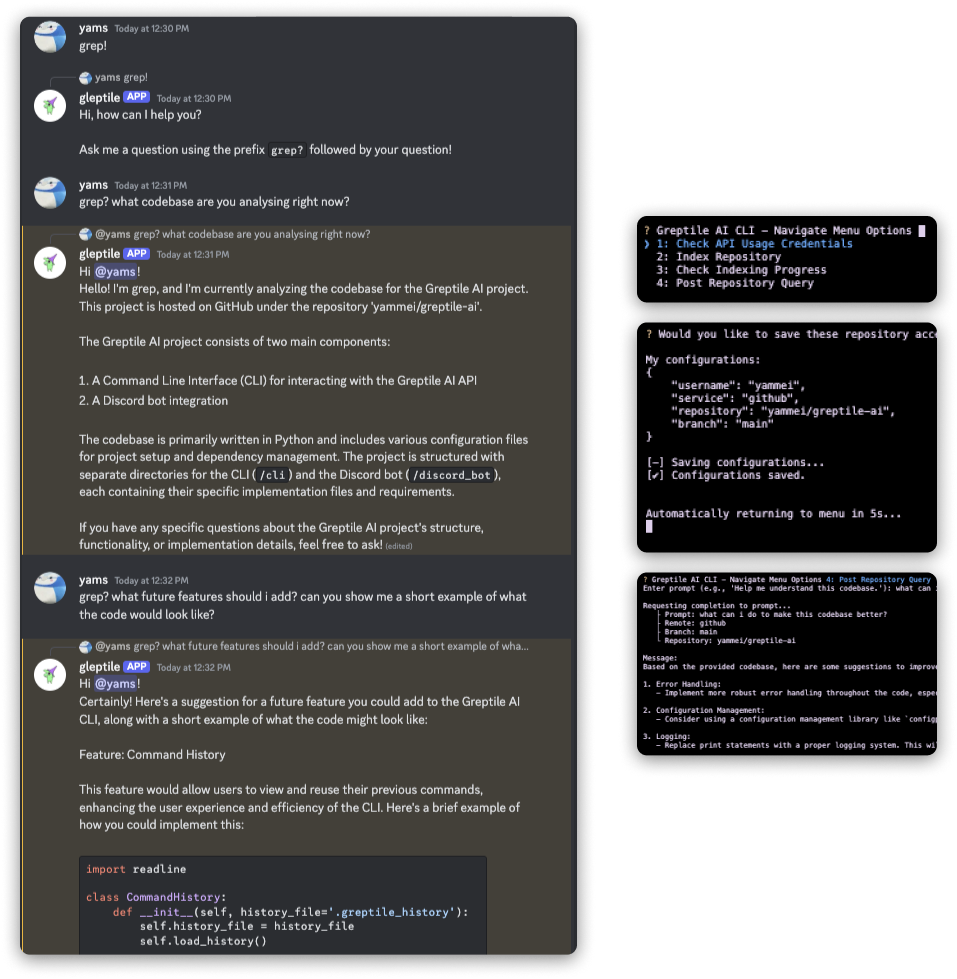 yams Today at 12:30 PM
grep!
yams grep!
gleptile APP Today at 12:30 PM
Hi, how can I help you?
Ask me a question using the prefix grep? followed by your question!
yams Today at 12:31 PM
grep? what codebase are you analysing right now?
@yams grep? what codebase are you analysing right now?
gleptile APP Today at 12:31 PM
Hi @yams!
Hello! I'm grep, and I'm currently analyzing the codebase for the Greptile AI project.
This project is hosted on GitHub under the repository 'yammei/greptile-ai'.
The Greptile AI project consists of two main components:
1. A Command Line Interface (CLI) for interacting with the Greptile AI API
2. A Discord bot integration
The codebase is primarily written in Python and includes various configuration files
for project setup and dependency management. The project is structured with
separate directories for the CLI (/cli) and the Discord bot (/discord_bot),
each containing their specific implementation files and requirements.
If you have any specific questions about the Greptile AI project's structure,
functionality, or implementation details, feel free to ask! (edited)
yams Today at 12:32 PM
grep? what future features should i add? can you show me a short example of what
the code would look like?
@yams grep? what future features should i add? can you show me a short example of wha...
gleptile APP Today at 12:32 PM
Hi @yams!
Certainly! Here's a suggestion for a future feature you could add to the Greptile AI
CLI, along with a short example of what the code might look like:
Feature: Command History
This feature would allow users to view and reuse their previous commands,
enhancing the user experience and efficiency of the CLI. Here's a brief example of
how you could implement this:
import readline
class CommandHistory:
def __init__(self, history_file='.greptile_history'):
self.history_file = history_file
self.load_history()
? Greptile AI CLI – Navigate Menu Options
❯ 1: Check API Usage Credentials
2: Index Repository
3: Check Indexing Progress
4: Post Repository Query
? Would you like to save these repository acc
My configurations:
{
"username": "yammei",
"service": "github",
"repository": "yammei/greptile-ai",
"branch": "main"
}
[–] Saving configurations...
[✔] Configurations saved.
Automatically returning to menu in 5s...
? Greptile AI CLI – Navigate Menu Options 4: Post Repository Query
Enter prompt (e.g., 'Help me understand this codebase.'): what can
Requesting completion to prompt...
├ Prompt: what can i do to make this codebase better?
├ Remote: github
├ Branch: main
└ Repository: yammei/greptile-ai
Message:
Based on the provided codebase, here are some suggestions to improve
1. Error Handling:
– Implement more robust error handling throughout the code, espe
2. Configuration Management:
– Consider using a configuration management library like `config
3. Logging:
– Replace print statements with a proper logging system. This wi